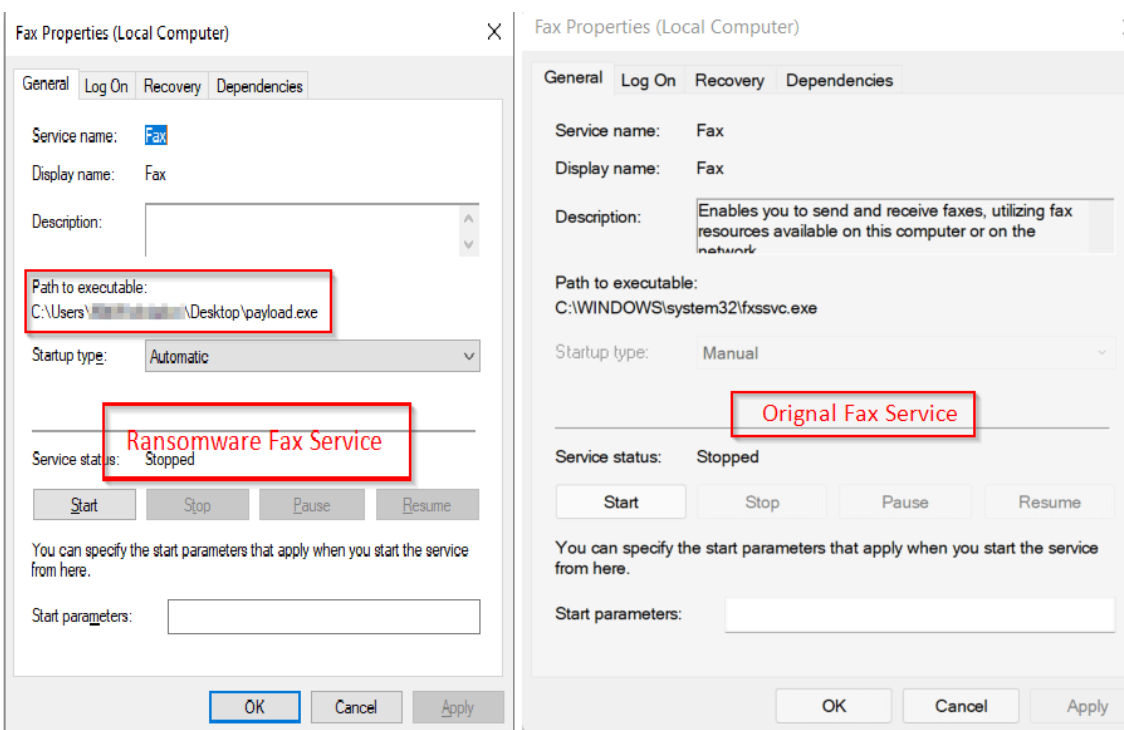 Fax Properties (Local Computer)
General Log On Recovery Dependencies
Service name: Fax
Display name: Fax
Description:
Path to executable:
C:\Users\ \Desktop\payload.exe
Startup type: Automatic
Ransomware Fax Service
Service status: Stopped
Start Stop Pause Resume
You can specify the start parameters that apply when you start the service
from here.
Start parameters:
OK Cancel Apply
Fax Properties (Local Computer)
General Log On Recovery Dependencies
Service name: Fax
Display name: Fax
Description: Enables you to send and receive faxes, utilizing fax
resources available on this computer or on the
network
Path to executable:
C:\WINDOWS\system32\fxssvc.exe
Startup type: Manual
Orignal Fax Service
Service status: Stopped
Start Stop Pause Resume
You can specify the start parameters that apply when you start the service
from here.
Start parameters:
OK Cancel Apply